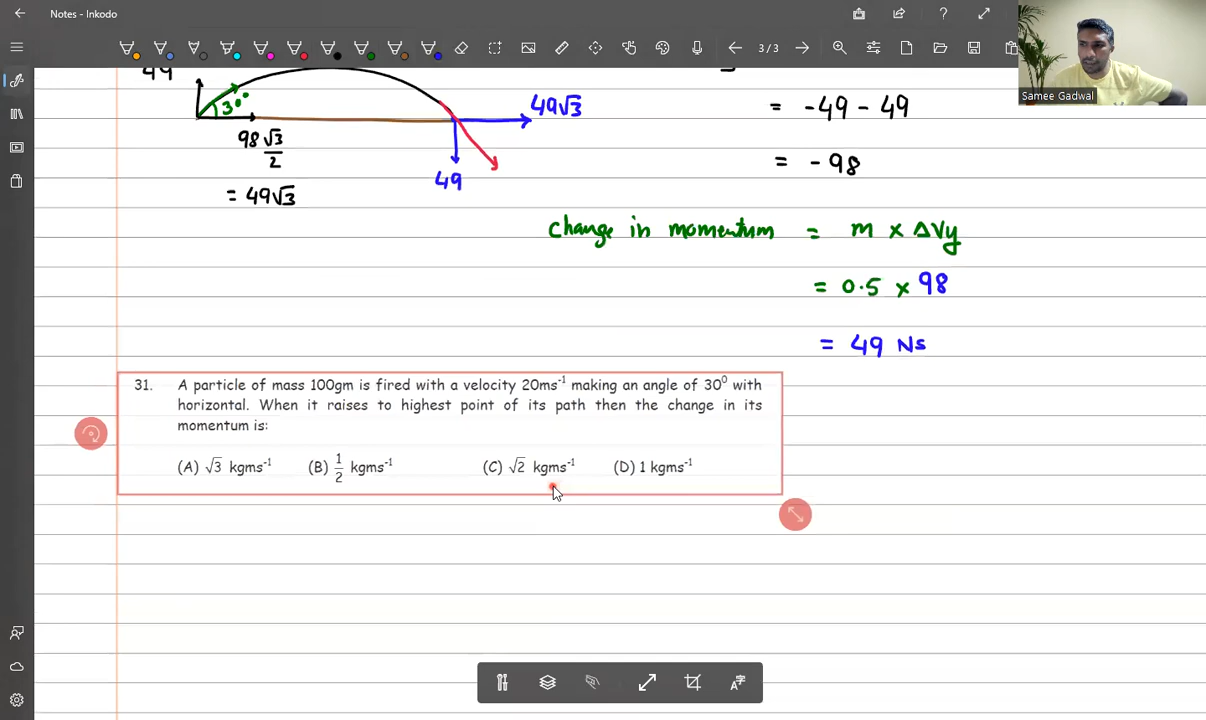 Notes - Inkodo
3/3
Samee Gadwal
49
30°
98 √3/2
= 49√3
49√3
49
= -49 - 49
= -98
Change in momentum = m × ΔVy
= 0.5 × 98
= 49 Ns
31. A particle of mass 100gm is fired with a velocity 20ms⁻¹ making an angle of 30⁰ with
horizontal. When it raises to highest point of its path then the change in its
momentum is:
(A) √3 kgms⁻¹ (B) 1/2 kgms⁻¹ (C) √2 kgms⁻¹ (D) 1 kgms⁻¹